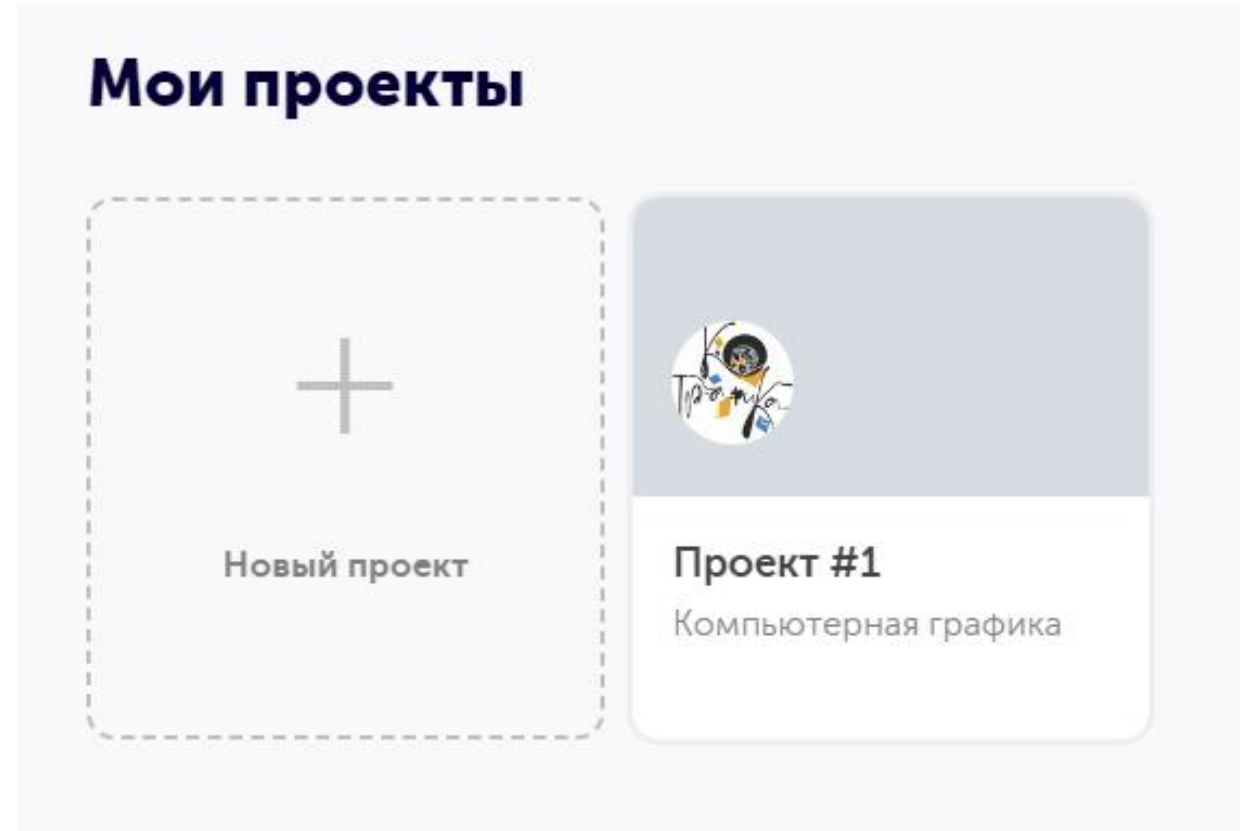 Мои проекты
Новый проект
Проект #1
Компьютерная графика